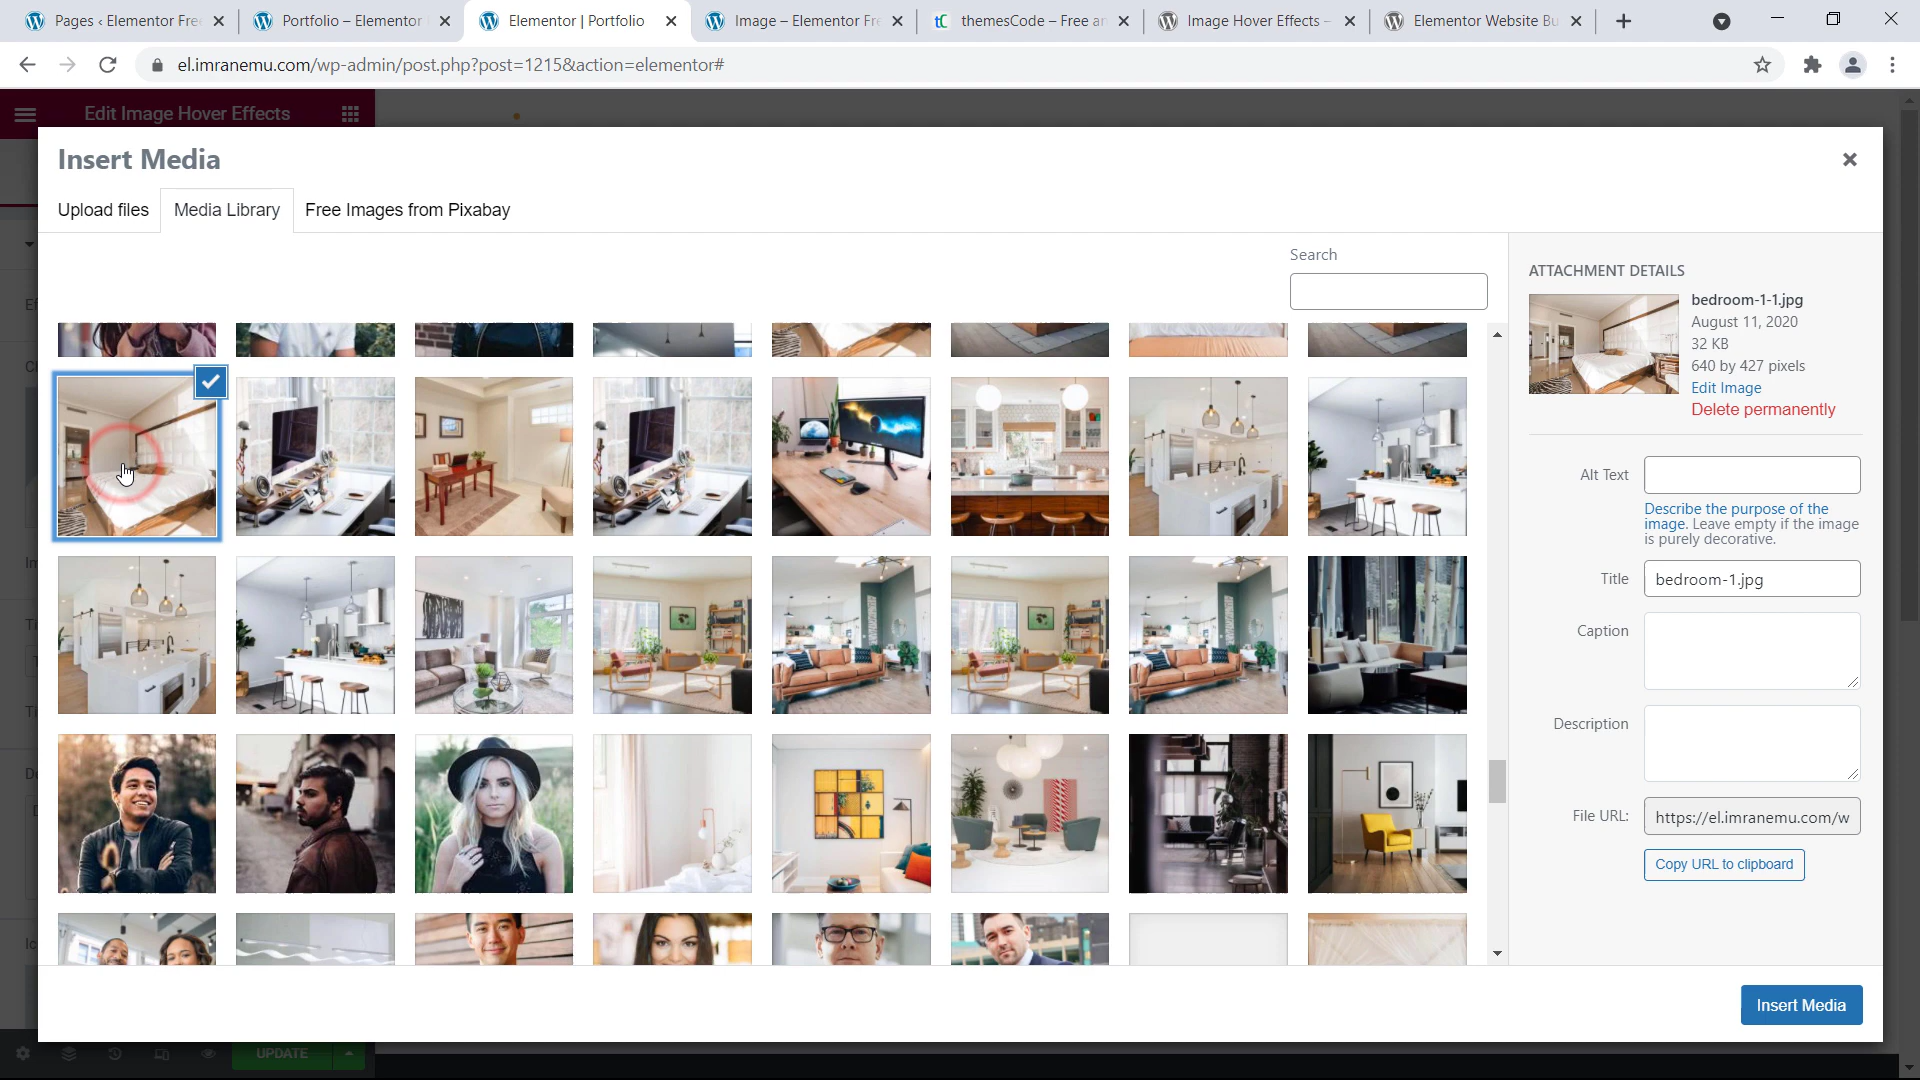 Pages ‹ Elementor Fre
Portfolio – Elementor
Elementor | Portfolio
Image – Elementor Fr
tC themesCode – Free an
Image Hover Effects –
Elementor Website Bu
el.imranemu.com/wp-admin/post.php?post=1215&action=elementor#
Edit Image Hover Effects
Insert Media
Upload files
Media Library
Free Images from Pixabay
Search
ATTACHMENT DETAILS
bedroom-1-1.jpg
August 11, 2020
32 KB
640 by 427 pixels
Edit Image
Delete permanently
Alt Text
Describe the purpose of the
image. Leave empty if the image
is purely decorative.
Title
bedroom-1.jpg
Caption
Description
File URL:
https://el.imranemu.com/w
Copy URL to clipboard
Insert Media
UPDATE